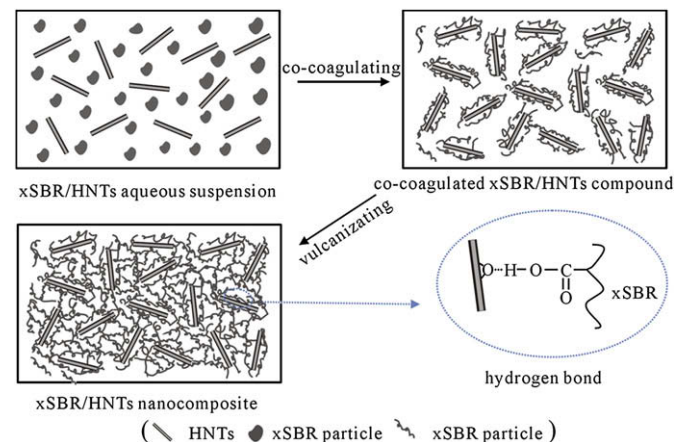 co-coagulating
xSBR/HNTs aqueous suspension
co-coagulated xSBR/HNTs compound
vulcanizating
O···H—O—C
O
xSBR
hydrogen bond
xSBR/HNTs nanocomposite
( HNTs xSBR particle xSBR particle )